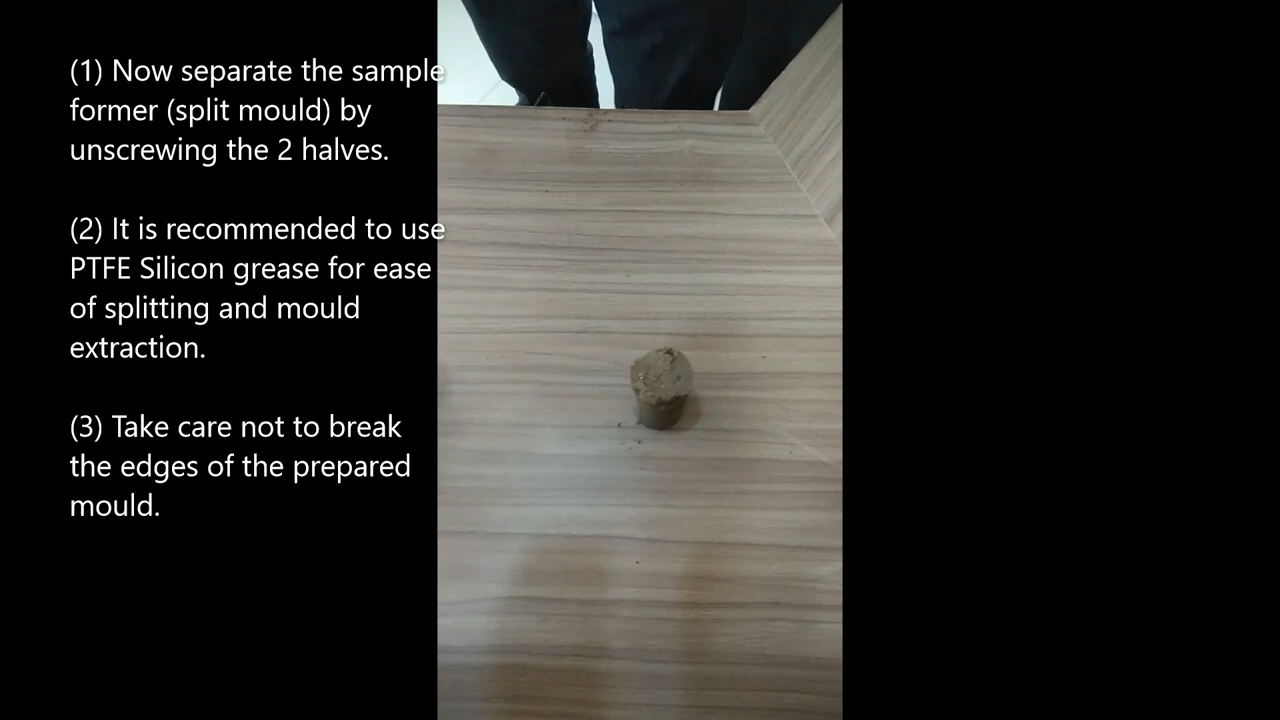 (1) Now separate the sample
former (split mould) by
unscrewing the 2 halves.
(2) It is recommended to use
PTFE Silicon grease for ease
of splitting and mould
extraction.
(3) Take care not to break
the edges of the prepared
mould.